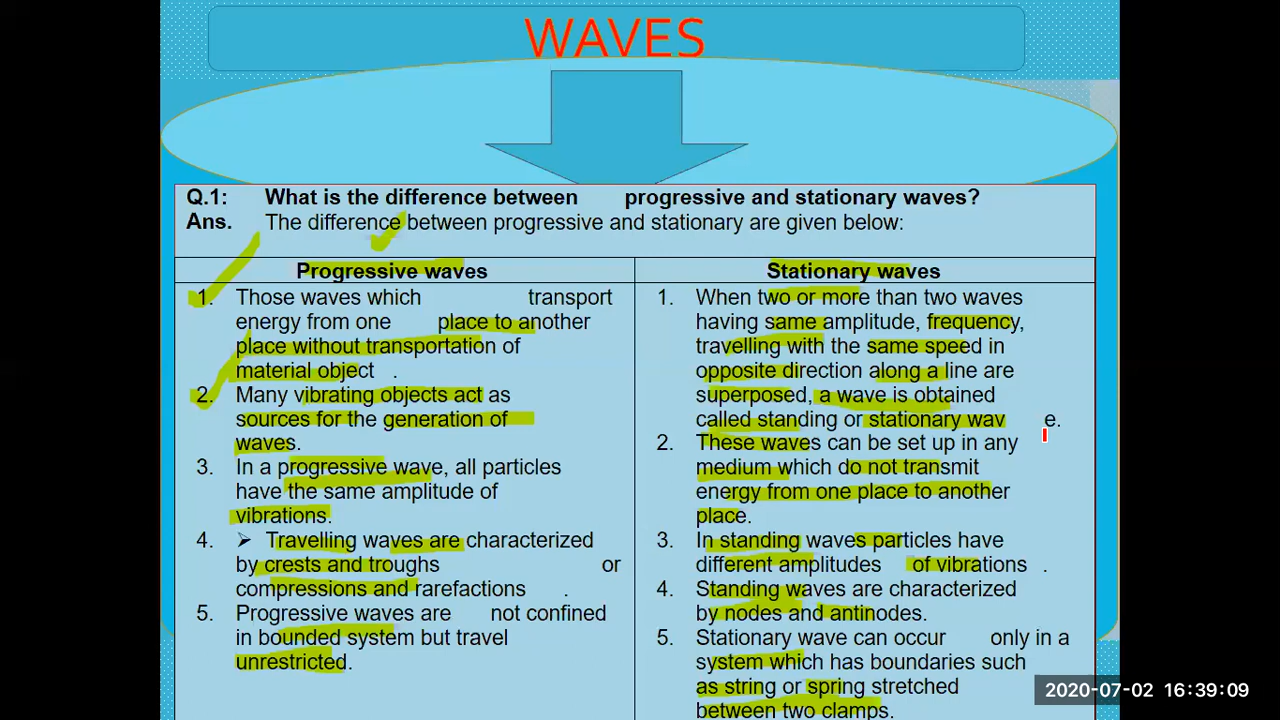 WAVES
Q.1: What is the difference between progressive and stationary waves?
Ans. The difference between progressive and stationary are given below:
Progressive waves
1. Those waves which transport
energy from one place to another
place without transportation of
material object .
2. Many vibrating objects act as
sources for the generation of
waves.
3. In a progressive wave, all particles
have the same amplitude of
vibrations.
4. ➢ Travelling waves are characterized
by crests and troughs or
compressions and rarefactions .
5. Progressive waves are not confined
in bounded system but travel
unrestricted.
Stationary waves
1. When two or more than two waves
having same amplitude, frequency,
travelling with the same speed in
opposite direction along a line are
superposed, a wave is obtained
called standing or stationary wav e.
2. These waves can be set up in any
medium which do not transmit
energy from one place to another
place.
3. In standing waves particles have
different amplitudes of vibrations .
4. Standing waves are characterized
by nodes and antinodes.
5. Stationary wave can occur only in a
system which has boundaries such
as string or spring stretched
between two clamps.
2020-07-02 16:39:09